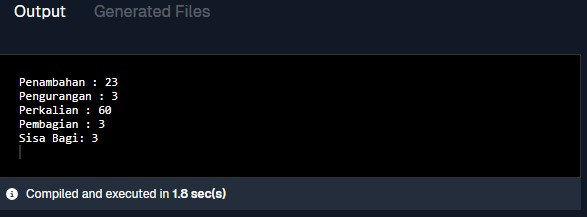 Output Generated Files
Penambahan : 23
Pengurangan : 3
Perkalian : 60
Pembagian : 3
Sisa Bagi: 3
Compiled and executed in 1.8 sec(s)